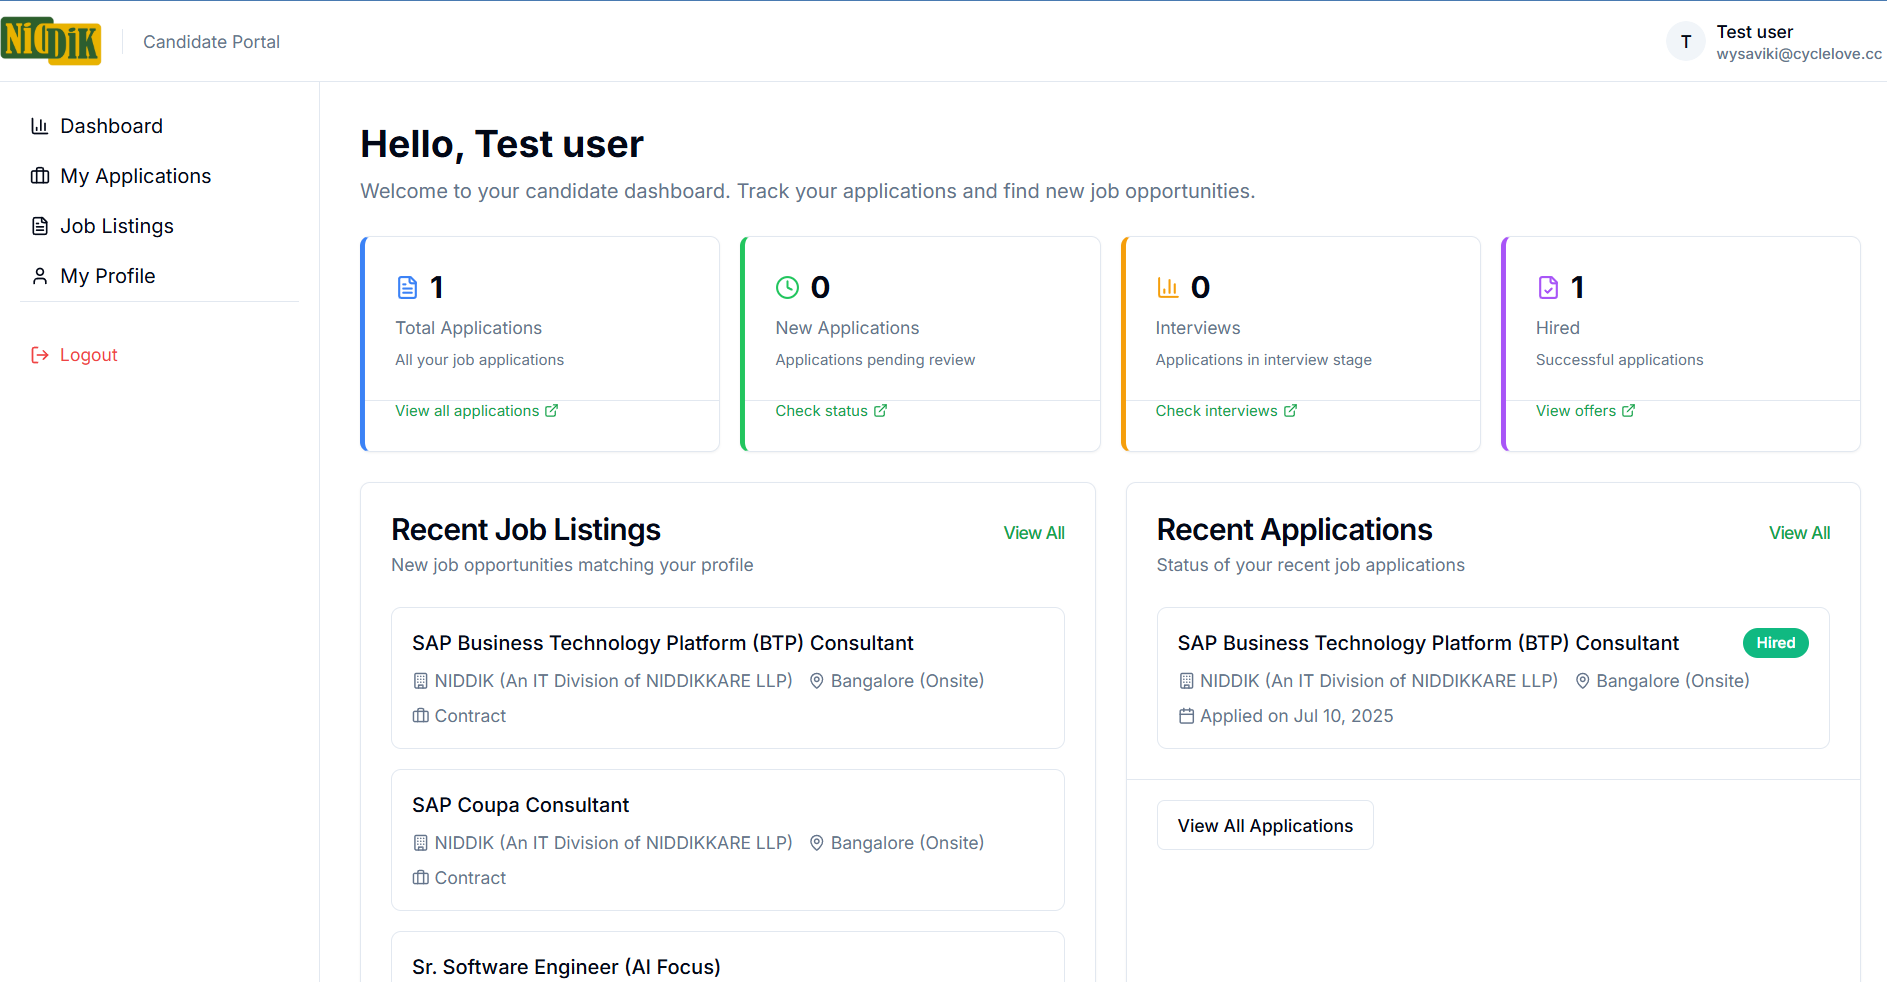 NiDDiK
Candidate Portal
T
Test user
wysaviki@cyclelove.cc
Dashboard
My Applications
Job Listings
My Profile
Logout
Hello, Test user
Welcome to your candidate dashboard. Track your applications and find new job opportunities.
1
Total Applications
All your job applications
View all applications
0
New Applications
Applications pending review
Check status
0
Interviews
Applications in interview stage
Check interviews
1
Hired
Successful applications
View offers
Recent Job Listings
View All
New job opportunities matching your profile
SAP Business Technology Platform (BTP) Consultant
NIDDIK (An IT Division of NIDDIKKARE LLP) Bangalore (Onsite)
Contract
SAP Coupa Consultant
NIDDIK (An IT Division of NIDDIKKARE LLP) Bangalore (Onsite)
Contract
Sr. Software Engineer (AI Focus)
Recent Applications
View All
Status of your recent job applications
SAP Business Technology Platform (BTP) Consultant
Hired
NIDDIK (An IT Division of NIDDIKKARE LLP) Bangalore (Onsite)
Applied on Jul 10, 2025
View All Applications